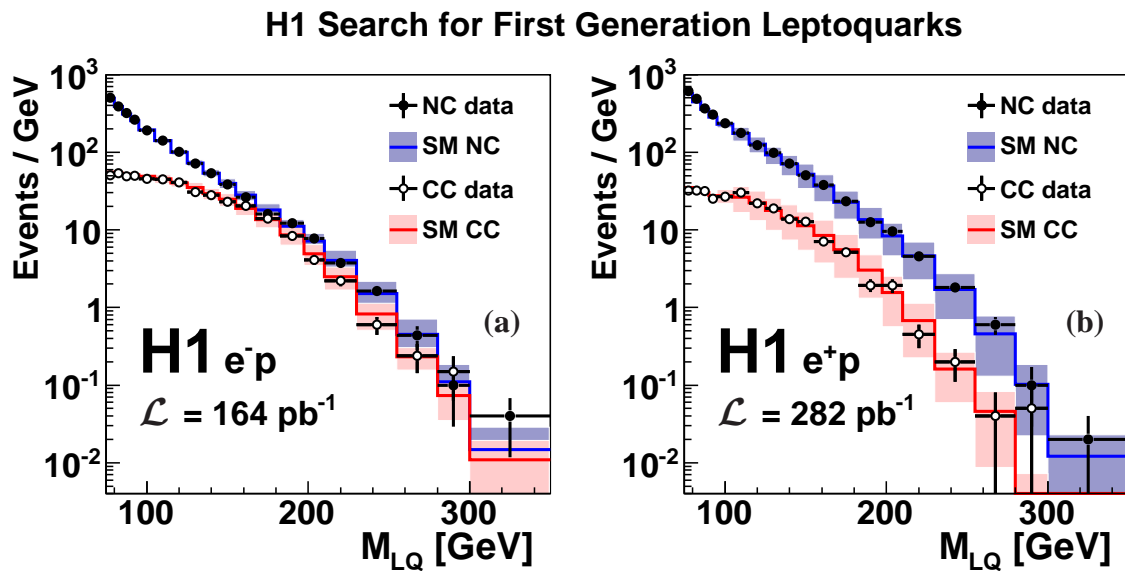 H1 Search for First Generation Leptoquarks
Events / GeV
10³
10²
10
1
10⁻¹
10⁻²
NC data
SM NC
CC data
SM CC
(a)
H1 e⁻p
ℒ = 164 pb⁻¹
100 200 300
M_LQ [GeV]
Events / GeV
10³
10²
10
1
10⁻¹
10⁻²
NC data
SM NC
CC data
SM CC
(b)
H1 e⁺p
ℒ = 282 pb⁻¹
100 200 300
M_LQ [GeV]